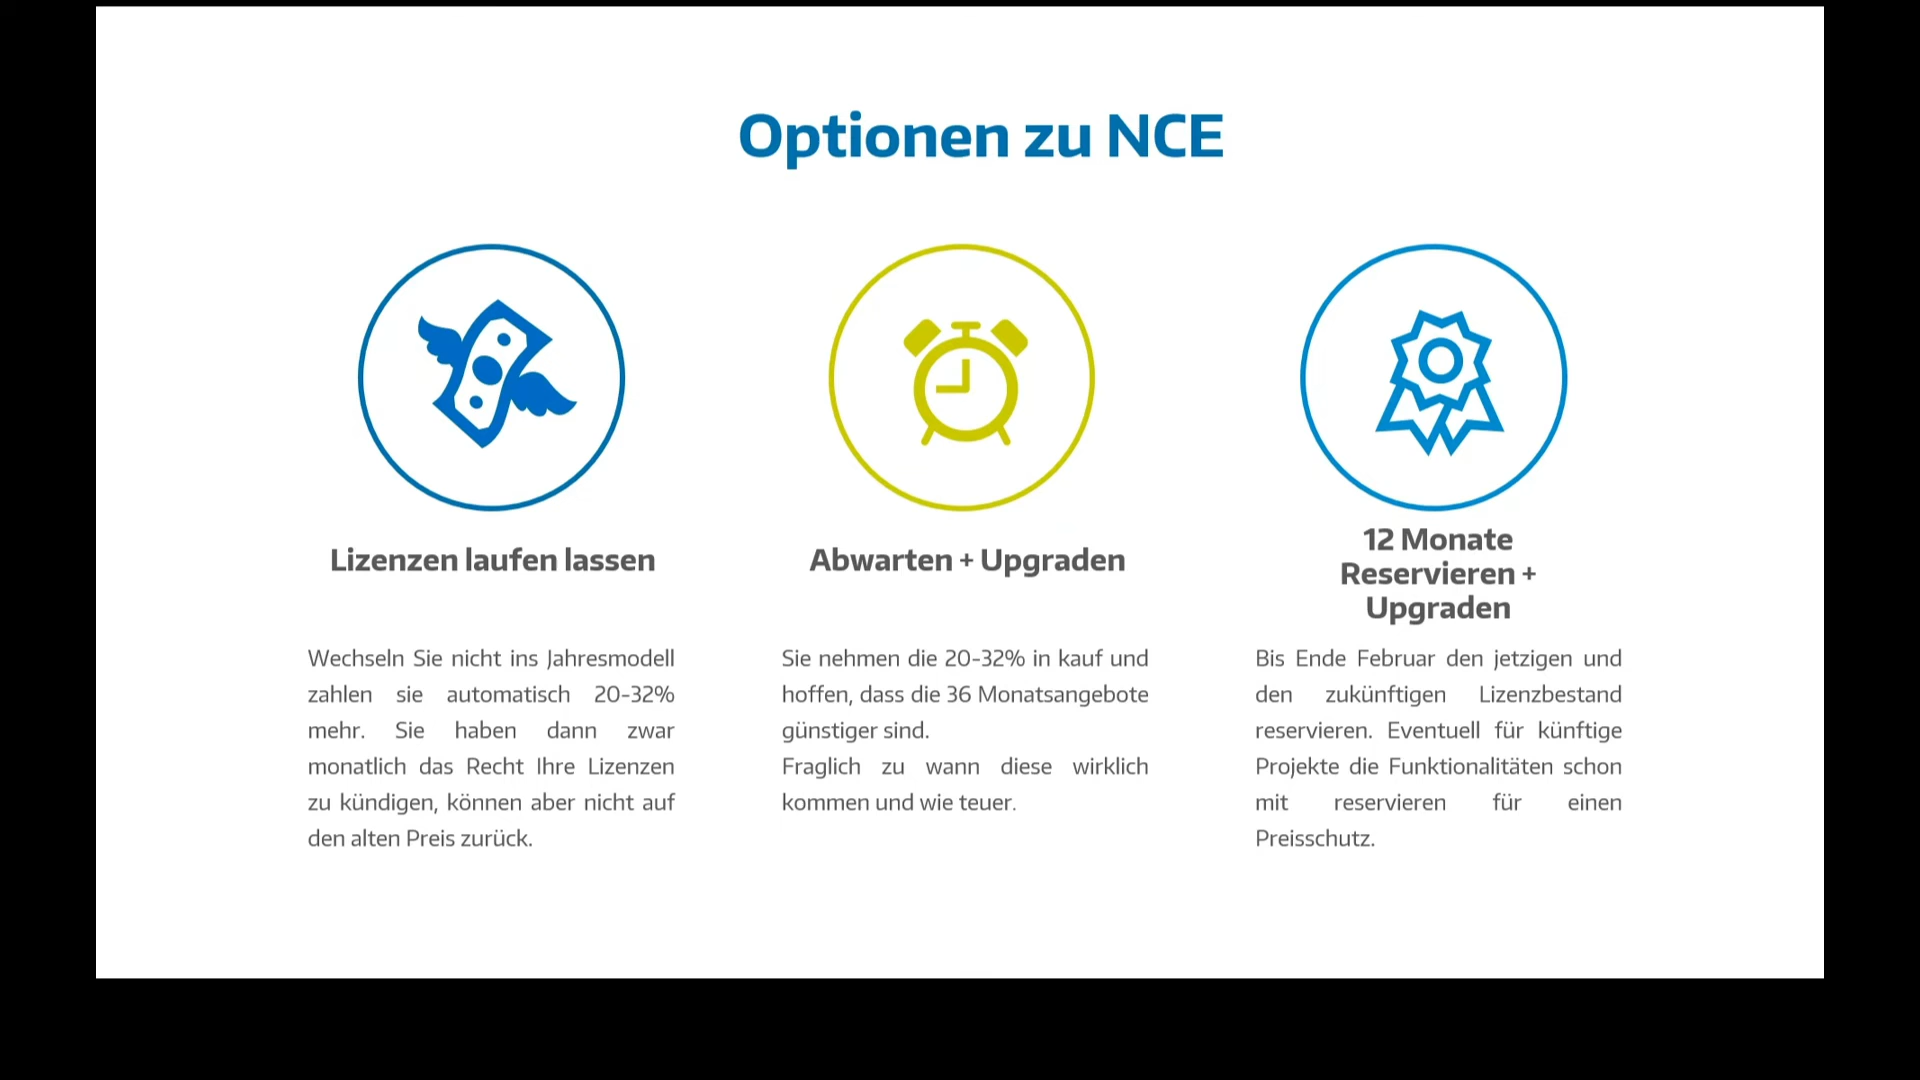 Optionen zu NCE
Lizenzen laufen lassen
Wechseln Sie nicht ins Jahresmodell
zahlen sie automatisch 20-32%
mehr. Sie haben dann zwar
monatlich das Recht Ihre Lizenzen
zu kündigen, können aber nicht auf
den alten Preis zurück.
Abwarten + Upgraden
Sie nehmen die 20-32% in kauf und
hoffen, dass die 36 Monatsangebote
günstiger sind.
Fraglich zu wann diese wirklich
kommen und wie teuer.
12 Monate
Reservieren +
Upgraden
Bis Ende Februar den jetzigen und
den zukünftigen Lizenzbestand
reservieren. Eventuell für künftige
Projekte die Funktionalitäten schon
mit reservieren für einen
Preisschutz.